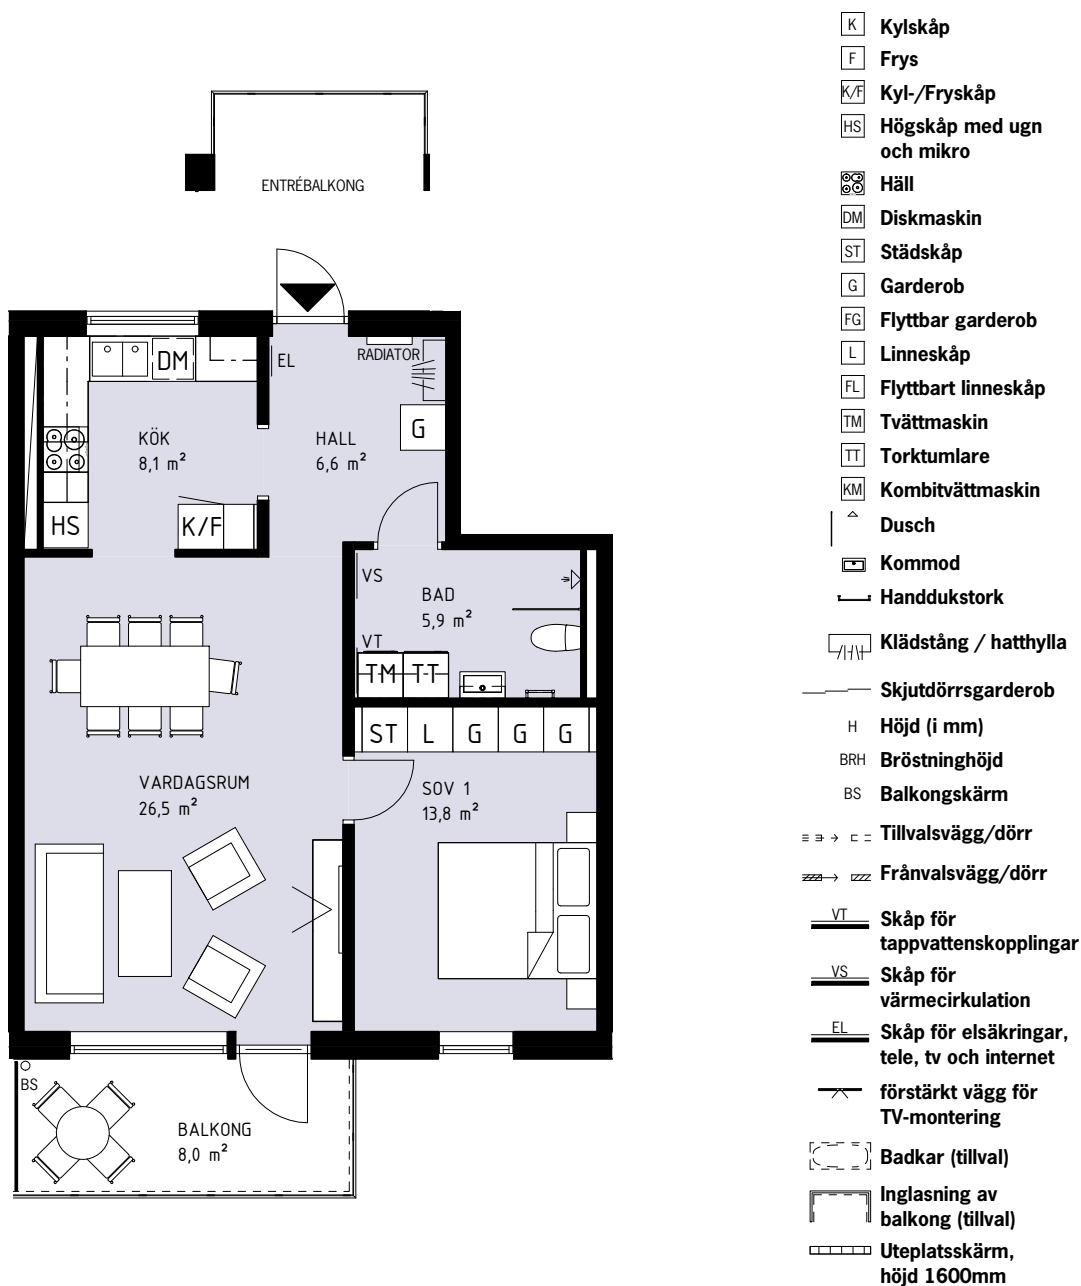 ENTRÉBALKONG
RADIATOR
EL
DM
G
KÖK
8,1 m²
HALL
6,6 m²
HS
K/F
VS
BAD
5,9 m²
VT
TM
TT
ST
L
G
G
G
VARDAGSRUM
26,5 m²
SOV 1
13,8 m²
BS
BALKONG
8,0 m²
K Kylskåp
F Frys
K/F Kyl-/Fryskåp
HS Högskåp med ugn
och mikro
Häll
DM Diskmaskin
ST Städskåp
G Garderob
FG Flyttbar garderob
L Linneskåp
FL Flyttbart linneskåp
TM Tvättmaskin
TT Torktumlare
KM Kombitvättmaskin
Dusch
Kommod
Handdukstork
Klädstång / hatthylla
Skjutdörrsgarderob
H Höjd (i mm)
BRH Bröstninghöjd
BS Balkongskärm
Tillvalsvägg/dörr
Frånvalsvägg/dörr
VT Skåp för
tappvattenskopplingar
VS Skåp för
värmecirkulation
EL Skåp för elsäkringar,
tele, tv och internet
förstärkt vägg för
TV-montering
Badkar (tillval)
Inglasning av
balkong (tillval)
Uteplatsskärm,
höjd 1600mm